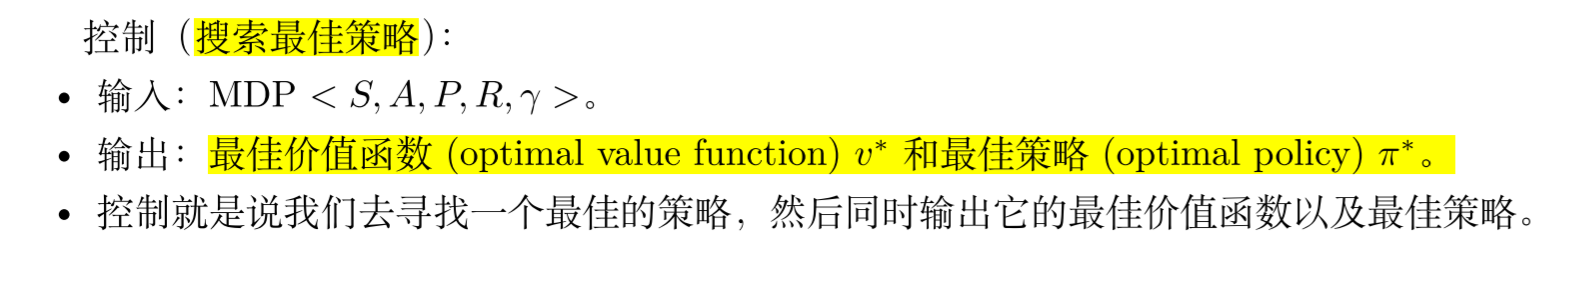 控制（搜索最佳策略）：
• 输入：MDP < S, A, P, R, γ >。
• 输出：最佳价值函数 (optimal value function) v* 和最佳策略 (optimal policy) π*。
• 控制就是说我们去寻找一个最佳的策略，然后同时输出它的最佳价值函数以及最佳策略。